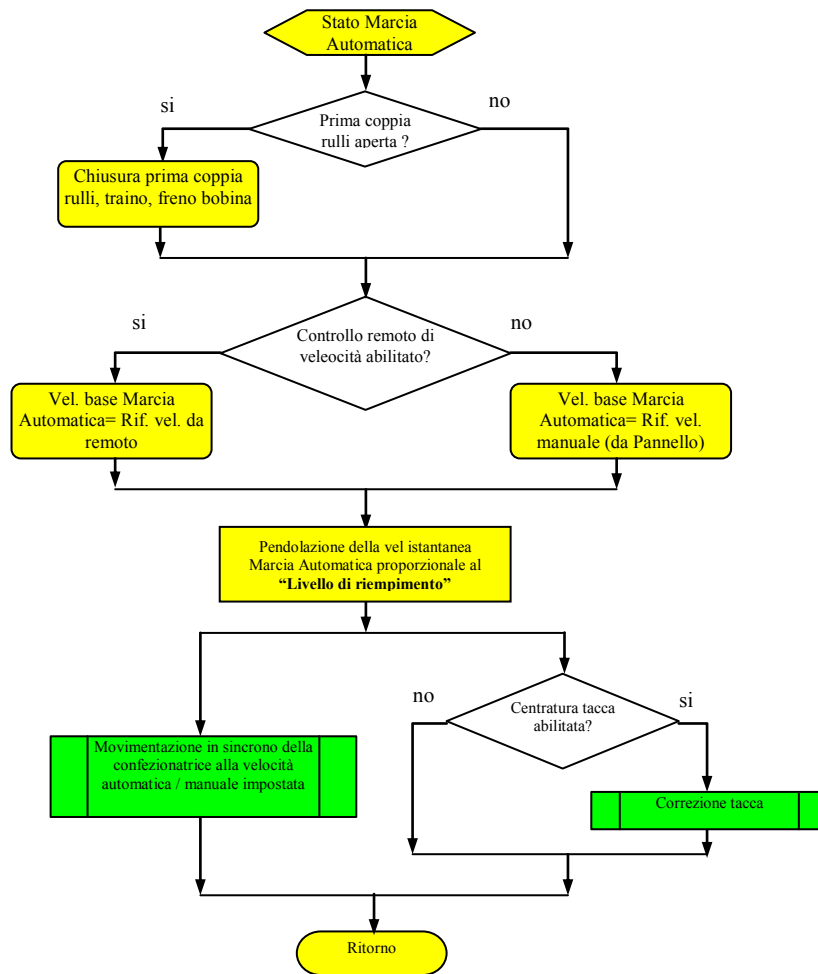 Stato Marcia
Automatica
si
no
Prima coppia
rulli aperta ?
Chiusura prima coppia
rulli, traino, freno bobina
si
no
Controllo remoto di
veleocità abilitato?
Vel. base Marcia
Automatica= Rif. vel. da
remoto
Vel. base Marcia
Automatica= Rif. vel.
manuale (da Pannello)
Pendolazione della vel istantanea
Marcia Automatica proporzionale al
“Livello di riempimento”
no
si
Centratura tacca
abilitata?
Movimentazione in sincrono della
confezionatrice alla velocità
automatica / manuale impostata
Correzione tacca
Ritorno